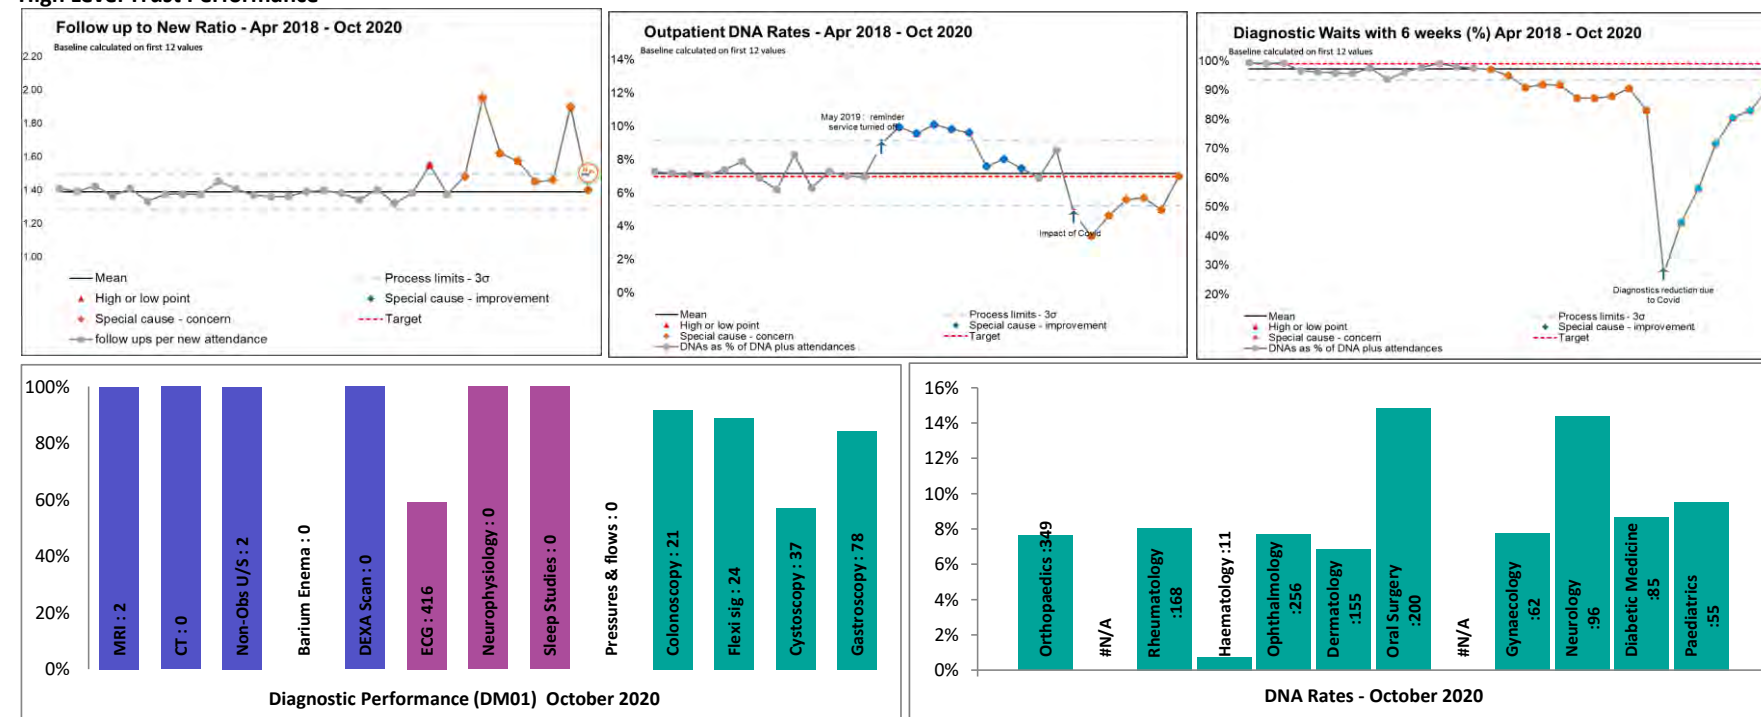 High Level Trust Performance
Follow up to New Ratio - Apr 2018 - Oct 2020
Baseline calculated on first 12 values
2.20
2.00
1.80
1.60
1.40
1.20
1.00
Mean
Process limits - 3σ
High or low point
Special cause - improvement
Special cause - concern
Target
follow ups per new attendance
Outpatient DNA Rates - Apr 2018 - Oct 2020
Baseline calculated on first 12 values
14%
12%
10%
8%
6%
4%
2%
0%
May 2019 : reminder
service turned off
Impact of Covid
Mean
Process limits - 3σ
High or low point
Special cause - improvement
Special cause - concern
Target
DNAs as % of DNA plus attendances
Diagnostic Waits with 6 weeks (%) Apr 2018 - Oct 2020
Baseline calculated on first 12 values
100%
90%
80%
70%
60%
50%
40%
30%
20%
Diagnostics reduction due
to Covid
Mean
Process limits - 3σ
High or low point
Special cause - improvement
Special cause - concern
Target
DNAs as % of DNA plus attendances
100%
80%
60%
40%
20%
0%
MRI : 2
CT : 0
Non-Obs U/S : 2
Barium Enema : 0
DEXA Scan : 0
ECG : 416
Neurophysiology : 0
Sleep Studies : 0
Pressures & flows : 0
Colonoscopy : 21
Flexi sig : 24
Cystoscopy : 37
Gastroscopy : 78
Diagnostic Performance (DM01) October 2020
16%
14%
12%
10%
8%
6%
4%
2%
0%
Orthopaedics :349
#N/A
Rheumatology
:168
Haematology :11
Ophthalmology
:256
Dermatology
:155
Oral Surgery
:200
#N/A
Gynaecology
:62
Neurology
:96
Diabetic Medicine
:85
Paediatrics
:55
DNA Rates - October 2020